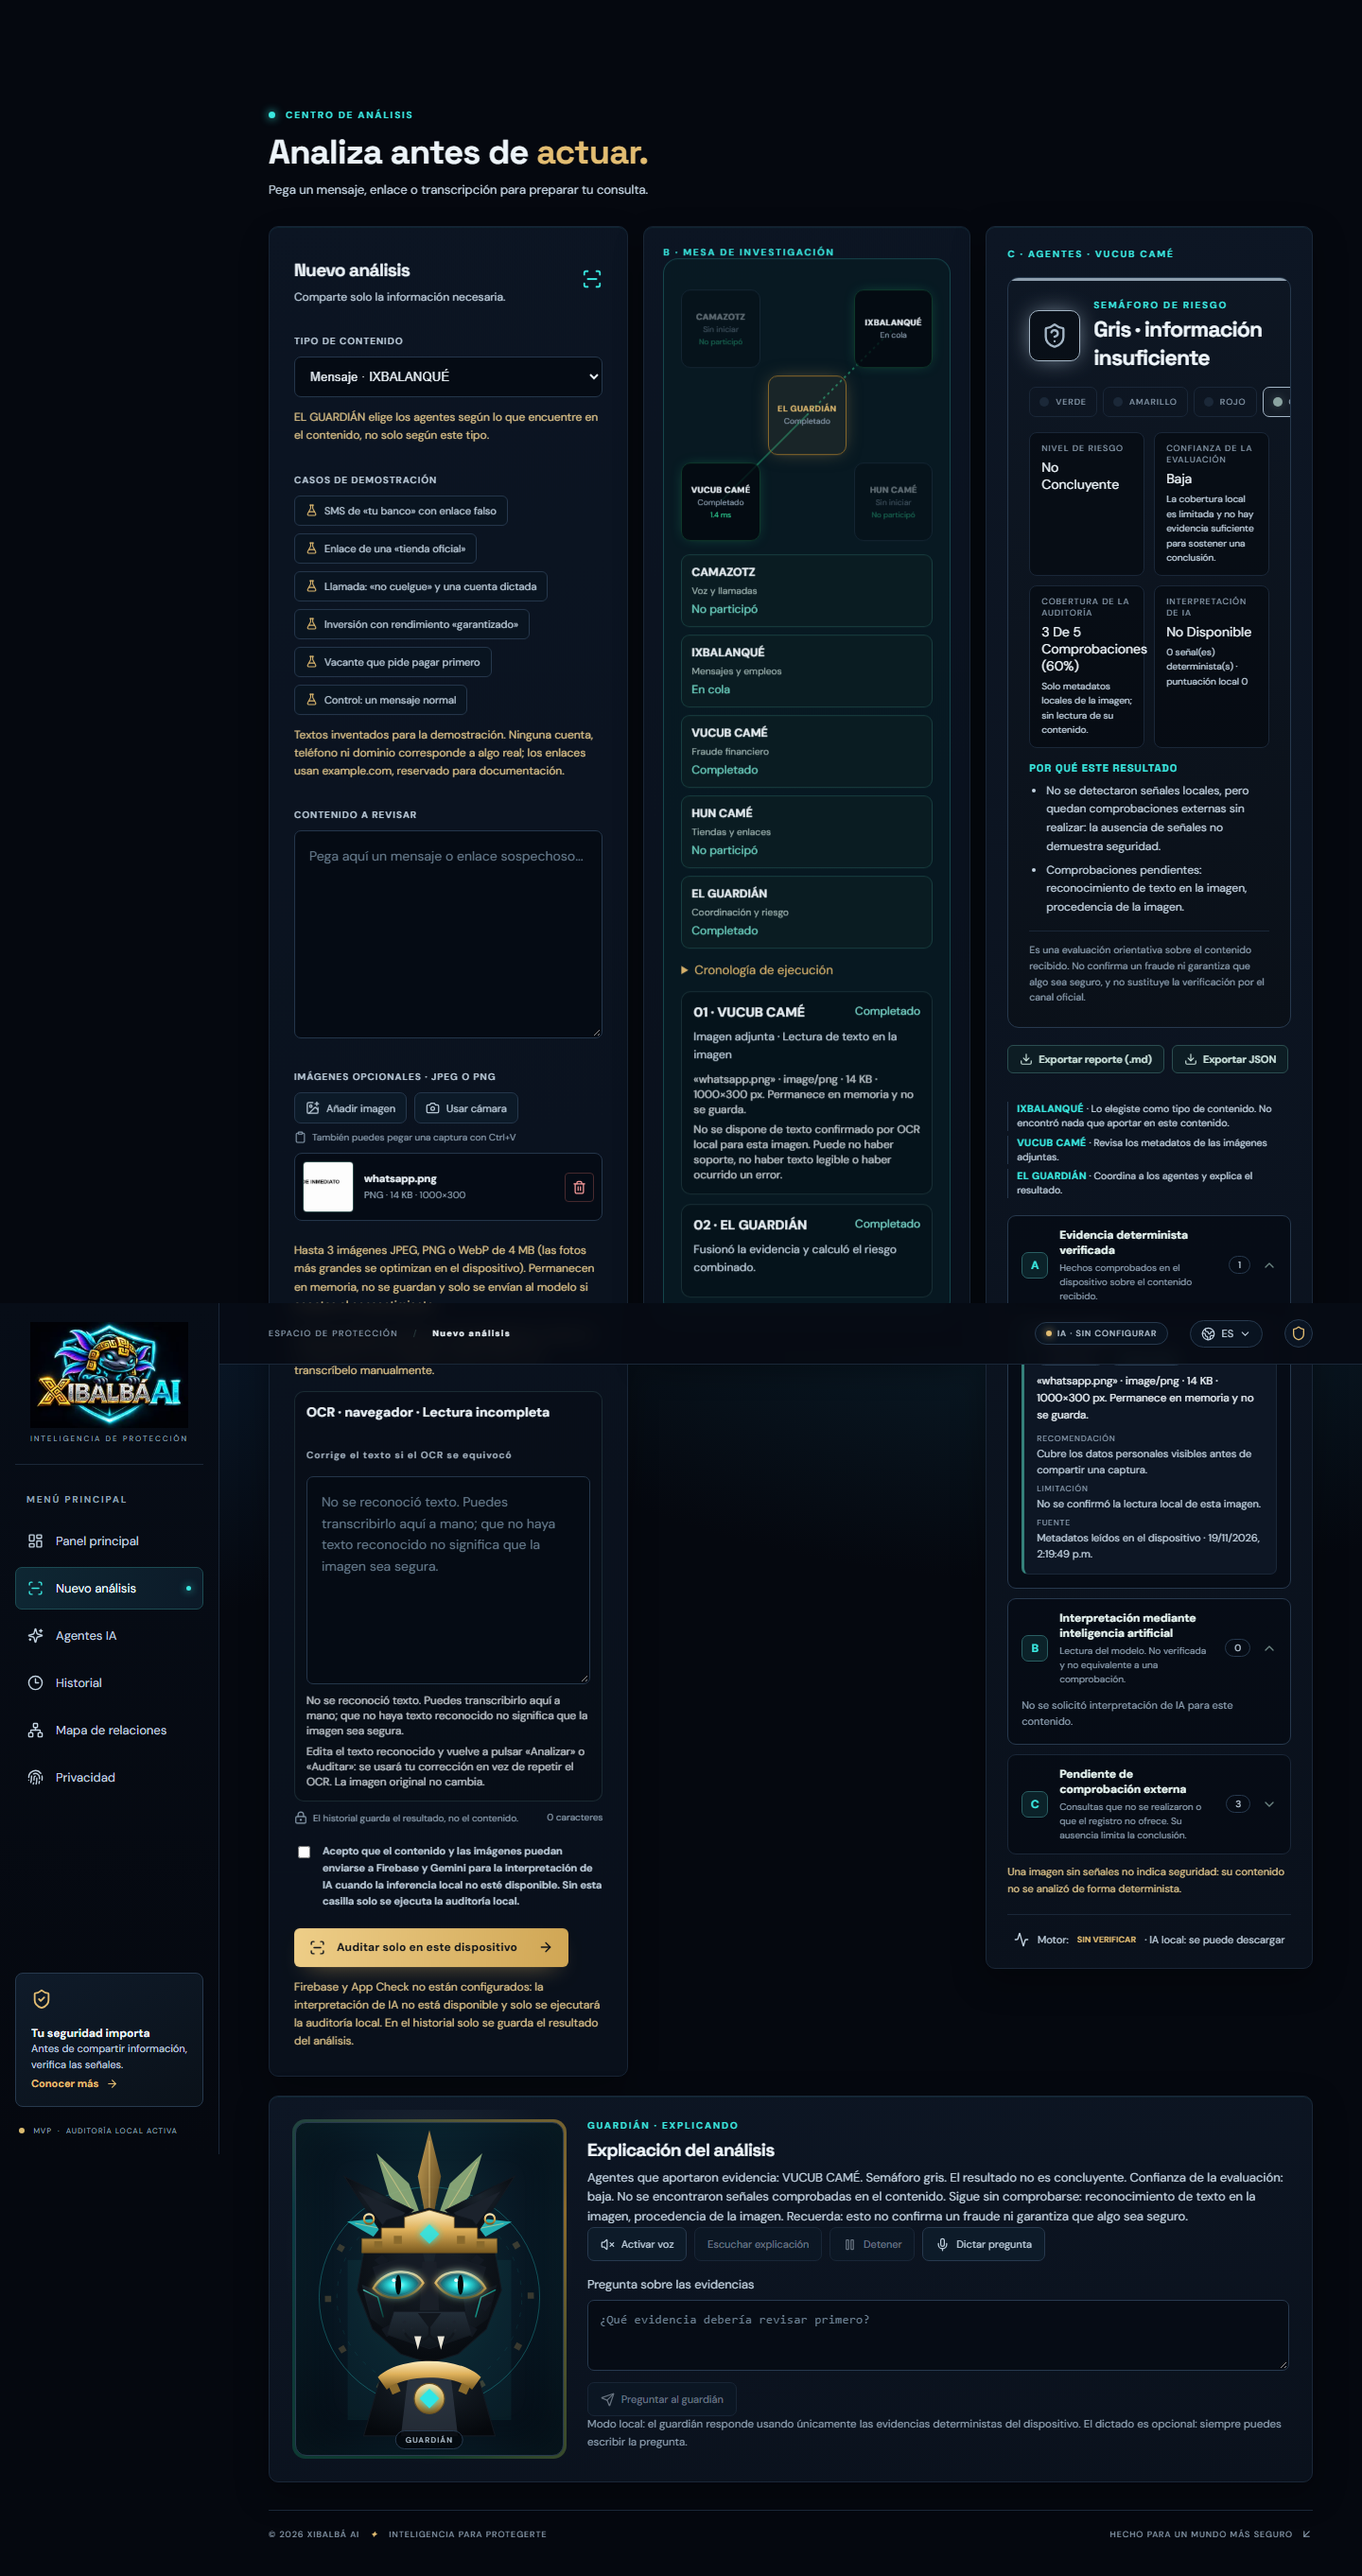 CENTRO DE ANÁLISIS
Analiza antes de actuar.
Pega un mensaje, enlace o transcripción para preparar tu consulta.
Nuevo análisis
Comparte solo la información necesaria.
TIPO DE CONTENIDO
Mensaje · IXBALANQUÉ
EL GUARDIÁN elige los agentes según lo que encuentre en
el contenido, no solo según este tipo.
CASOS DE DEMOSTRACIÓN
SMS de «tu banco» con enlace falso
Enlace de una «tienda oficial»
Llamada: «no cuelgue» y una cuenta dictada
Inversión con rendimiento «garantizado»
Vacante que pide pagar primero
Control: un mensaje normal
Textos inventados para la demostración. Ninguna cuenta,
teléfono ni dominio corresponde a algo real; los enlaces
usan example.com, reservado para documentación.
CONTENIDO A REVISAR
Pega aquí un mensaje o enlace sospechoso...
IMÁGENES OPCIONALES · JPEG O PNG
Añadir imagen
Usar cámara
También puedes pegar una captura con Ctrl+V
E INMEDIATO
whatsapp.png
PNG · 14 KB · 1000×300
Hasta 3 imágenes JPEG, PNG o WebP de 4 MB (las fotos
más grandes se optimizan en el dispositivo). Permanecen
en memoria, no se guardan y solo se envían al modelo si
transcríbelo manualmente.
OCR · navegador · Lectura incompleta
Corrige el texto si el OCR se equivocó
No se reconoció texto. Puedes
transcribirlo aquí a mano; que no haya
texto reconocido no significa que la
imagen sea segura.
No se reconoció texto. Puedes transcribirlo aquí a
mano; que no haya texto reconocido no significa que la
imagen sea segura.
Edita el texto reconocido y vuelve a pulsar «Analizar» o
«Auditar»: se usará tu corrección en vez de repetir el
OCR. La imagen original no cambia.
El historial guarda el resultado, no el contenido.
0 caracteres
Acepto que el contenido y las imágenes puedan
enviarse a Firebase y Gemini para la interpretación de
IA cuando la inferencia local no esté disponible. Sin esta
casilla solo se ejecuta la auditoría local.
Auditar solo en este dispositivo
Firebase y App Check no están configurados: la
interpretación de IA no está disponible y solo se ejecutará
la auditoría local. En el historial solo se guarda el resultado
del análisis.
B · MESA DE INVESTIGACIÓN
CAMAZOTZ
Sin iniciar
No participó
IXBALANQUÉ
En cola
EL GUARDIÁN
Completado
VUCUB CAMÉ
Completado
1.4 ms
HUN CAMÉ
Sin iniciar
No participó
CAMAZOTZ
Voz y llamadas
No participó
IXBALANQUÉ
Mensajes y empleos
En cola
VUCUB CAMÉ
Fraude financiero
Completado
HUN CAMÉ
Tiendas y enlaces
No participó
EL GUARDIÁN
Coordinación y riesgo
Completado
Cronología de ejecución
01 · VUCUB CAMÉ
Completado
Imagen adjunta · Lectura de texto en la
imagen
«whatsapp.png» · image/png · 14 KB ·
1000×300 px. Permanece en memoria y no
se guarda.
No se dispone de texto confirmado por OCR
local para esta imagen. Puede no haber
soporte, no haber texto legible o haber
ocurrido un error.
02 · EL GUARDIÁN
Completado
Fusionó la evidencia y calculó el riesgo
combinado.
C · AGENTES · VUCUB CAMÉ
SEMÁFORO DE RIESGO
Gris · información
insuficiente
VERDE
AMARILLO
ROJO
NIVEL DE RIESGO
No
Concluyente
CONFIANZA DE LA
EVALUACIÓN
Baja
La cobertura local
es limitada y no hay
evidencia suficiente
para sostener una
conclusión.
COBERTURA DE LA
AUDITORÍA
3 De 5
Comprobaciones
(60%)
Solo metadatos
locales de la imagen;
sin lectura de su
contenido.
INTERPRETACIÓN
DE IA
No Disponible
0 señal(es)
determinista(s) ·
puntuación local 0
POR QUÉ ESTE RESULTADO
No se detectaron señales locales, pero
quedan comprobaciones externas sin
realizar: la ausencia de señales no
demuestra seguridad.
Comprobaciones pendientes:
reconocimiento de texto en la imagen,
procedencia de la imagen.
Es una evaluación orientativa sobre el contenido
recibido. No confirma un fraude ni garantiza que
algo sea seguro, y no sustituye la verificación por el
canal oficial.
Exportar reporte (.md)
Exportar JSON
IXBALANQUÉ · Lo elegiste como tipo de contenido. No
encontró nada que aportar en este contenido.
VUCUB CAMÉ · Revisa los metadatos de las imágenes
adjuntas.
EL GUARDIÁN · Coordina a los agentes y explica el
resultado.
A
Evidencia determinista
verificada
Hechos comprobados en el
dispositivo sobre el contenido
recibido.
1
«whatsapp.png» · image/png · 14 KB ·
1000×300 px. Permanece en memoria y no
se guarda.
RECOMENDACIÓN
Cubre los datos personales visibles antes de
compartir una captura.
LIMITACIÓN
No se confirmó la lectura local de esta imagen.
FUENTE
Metadatos leídos en el dispositivo · 19/11/2026,
2:19:49 p.m.
B
Interpretación mediante
inteligencia artificial
Lectura del modelo. No verificada
y no equivalente a una
comprobación.
0
No se solicitó interpretación de IA para este
contenido.
C
Pendiente de
comprobación externa
Consultas que no se realizaron o
que el registro no ofrece. Su
ausencia limita la conclusión.
3
Una imagen sin señales no indica seguridad: su contenido
no se analizó de forma determinista.
Motor: SIN VERIFICAR · IA local: se puede descargar
XIBALBÁ AI
INTELIGENCIA DE PROTECCIÓN
ESPACIO DE PROTECCIÓN / Nuevo análisis
IA · SIN CONFIGURAR
ES
MENÚ PRINCIPAL
Panel principal
Nuevo análisis
Agentes IA
Historial
Mapa de relaciones
Privacidad
Tu seguridad importa
Antes de compartir información,
verifica las señales.
Conocer más
MVP · AUDITORÍA LOCAL ACTIVA
GUARDIÁN
GUARDIÁN · EXPLICANDO
Explicación del análisis
Agentes que aportaron evidencia: VUCUB CAMÉ. Semáforo gris. El resultado no es concluyente. Confianza de la evaluación:
baja. No se encontraron señales comprobadas en el contenido. Sigue sin comprobarse: reconocimiento de texto en la
imagen, procedencia de la imagen. Recuerda: esto no confirma un fraude ni garantiza que algo sea seguro.
Activar voz
Escuchar explicación
Detener
Dictar pregunta
Pregunta sobre las evidencias
¿Qué evidencia debería revisar primero?
Preguntar al guardián
Modo local: el guardián responde usando únicamente las evidencias deterministas del dispositivo. El dictado es opcional: siempre puedes
escribir la pregunta.
© 2026 XIBALBÁ AI
INTELIGENCIA PARA PROTEGERTE
HECHO PARA UN MUNDO MÁS SEGURO